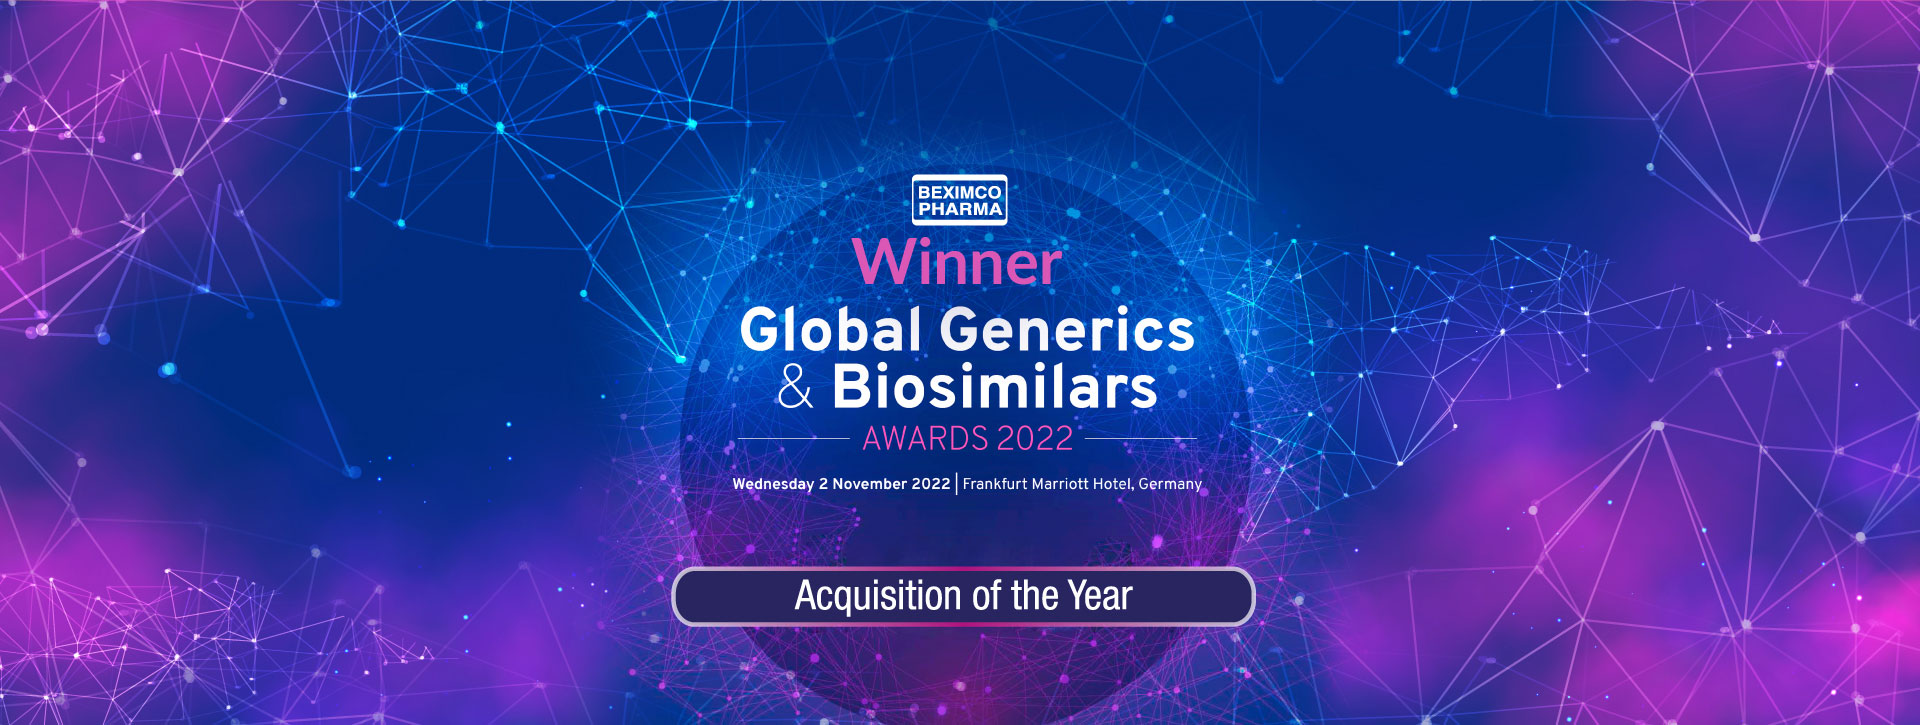 BEXIMCO
PHARMA
Winner
Global Generics
& Biosimilars
AWARDS 2022
Wednesday 2 November 2022 | Frankfurt Marriott Hotel, Germany
Acquisition of the Year